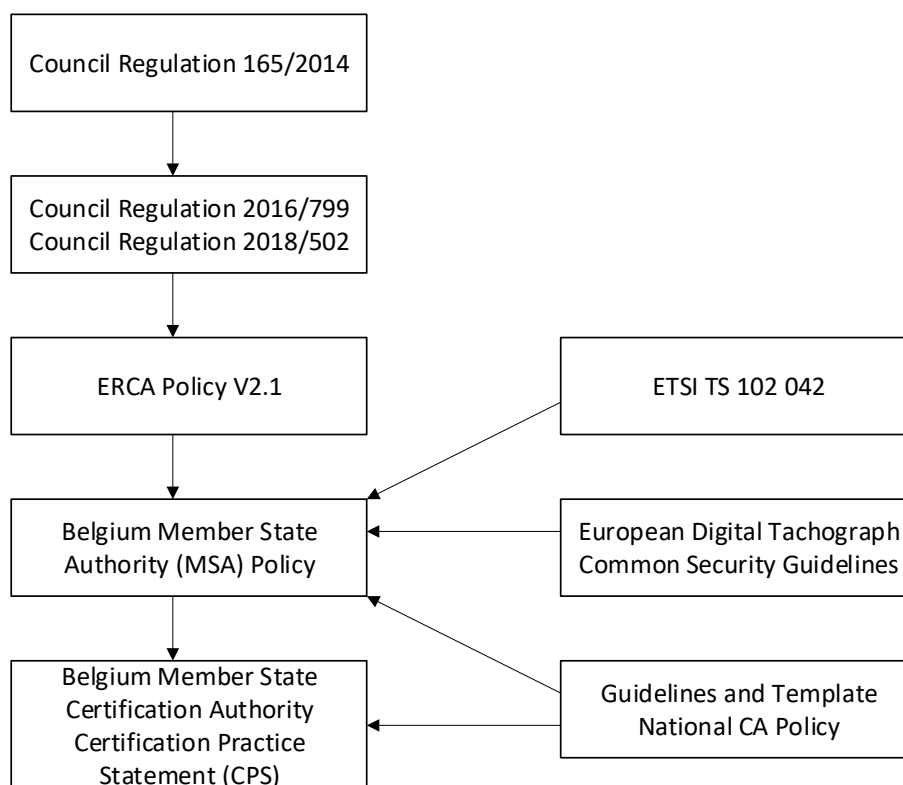 Council Regulation 165/2014
Council Regulation 2016/799
Council Regulation 2018/502
ERCA Policy V2.1
ETSI TS 102 042
Belgium Member State
Authority (MSA) Policy
European Digital Tachograph
Common Security Guidelines
Belgium Member State
Certification Authority
Certification Practice
Statement (CPS)
Guidelines and Template
National CA Policy